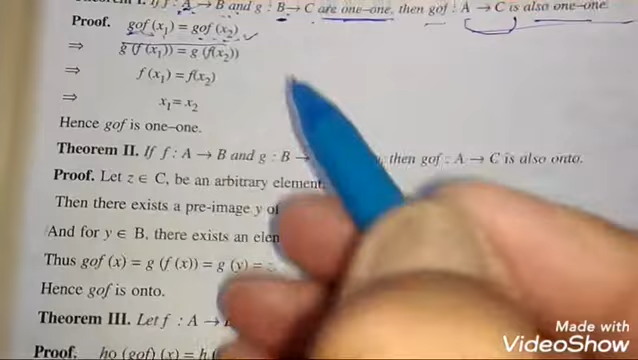 Theorem I. If f : A → B and g : B → C are one–one, then gof : A → C is also one–one.
Proof. gof (x₁) = gof (x₂)
⇒ g (f (x₁)) = g (f(x₂))
⇒ f (x₁) = f(x₂)
⇒ x₁= x₂
Hence gof is one–one.
Theorem II. If f : A → B and g : B → then gof : A → C is also onto.
Proof. Let z ∈ C, be an arbitrary element,
Then there exists a pre-image y of
And for y ∈ B, there exists an
Thus gof (x) = g (f (x)) = g (y) =
Hence gof is onto.
Theorem III. Let f : A →
Proof. ho (gof) (x) = h
Made with
VideoShow